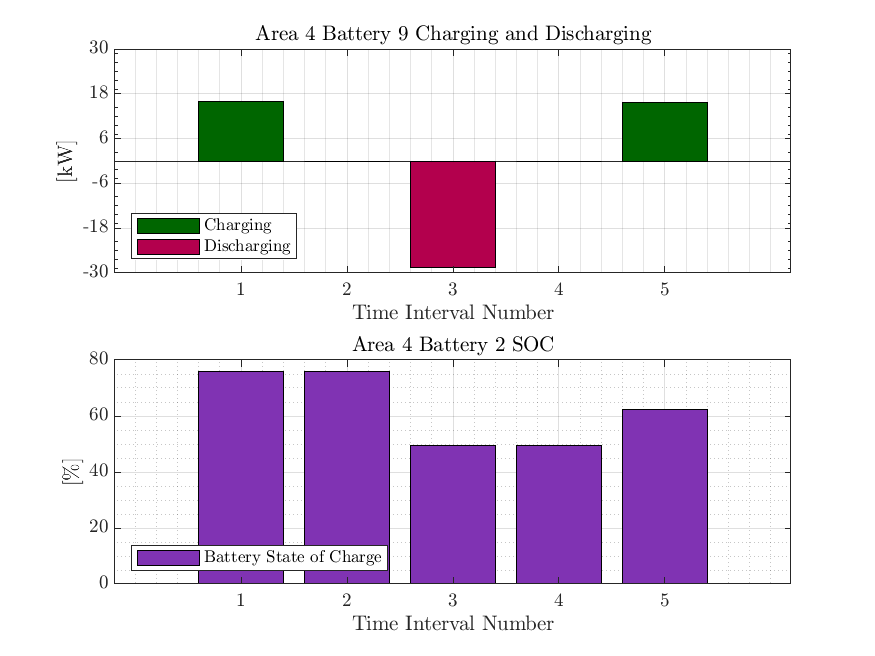 Area 4 Battery 9 Charging and Discharging
30
18
6
-6
-18
-30
[kW]
Charging
Discharging
1 2 3 4 5
Time Interval Number
Area 4 Battery 2 SOC
80
60
40
20
0
[%]
Battery State of Charge
1 2 3 4 5
Time Interval Number